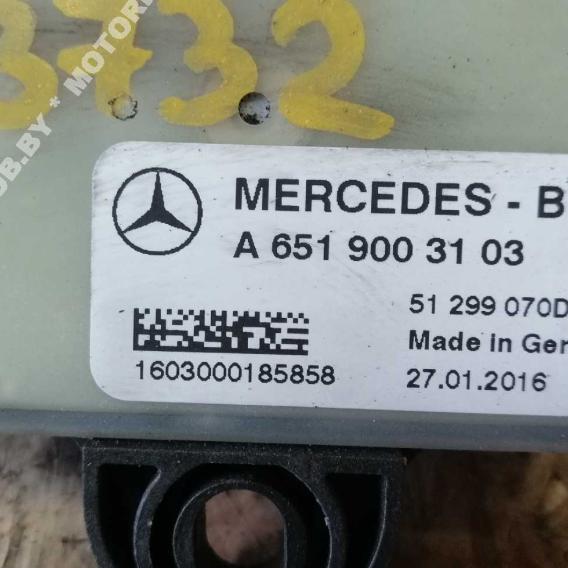 3732
MERCEDES - B
A 651 900 31 03
51 299 070D
Made in Ger
1603000185858
27.01.2016